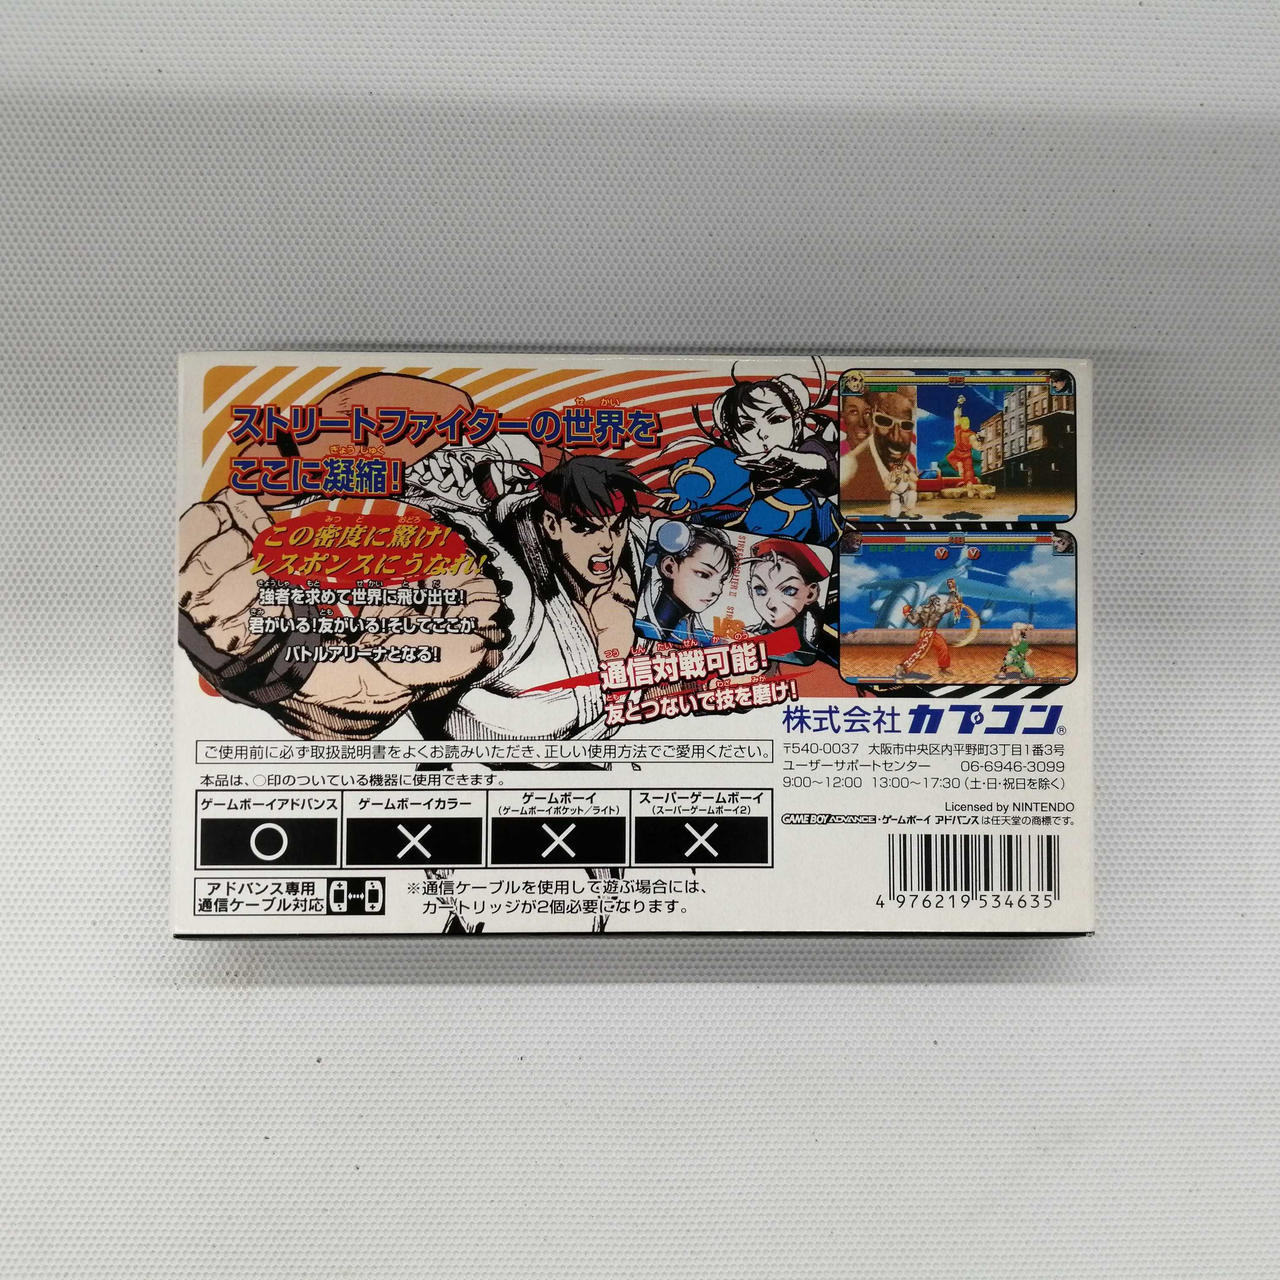 ストリートファイターの世界を
ここに凝縮!
この密度に驚け!
レスポンスにうなれ!
強者を求めて世界に飛び出せ!
君がいる!友がいる!そしてここが
バトルアリーナとなる!
VS
通信対戦可能!
友とつないで技を磨け!
DEE JAY
GUILE
株式会社カプコン®
〒540-0037 大阪市中央区内平野町3丁目1番3号
ユーザーサポートセンター 06-6946-3099
9:00〜12:00 13:00〜17:30(土・日・祝日を除く)
Licensed by NINTENDO
GAME BOY ADVANCE・ゲームボーイ アドバンスは任天堂の商標です。
4 976219 534635
ご使用前に必ず取扱説明書をよくお読みいただき、正しい使用方法でご愛用ください。
本品は、○印のついている機器に使用できます。
ゲームボーイアドバンス
○
ゲームボーイカラー
×
ゲームボーイ
(ゲームボーイポケット/ライト)
×
スーパーゲームボーイ
(スーパーゲームボーイ2)
×
アドバンス専用
通信ケーブル対応
※通信ケーブルを使用して遊ぶ場合には、
カートリッジが2個必要になります。